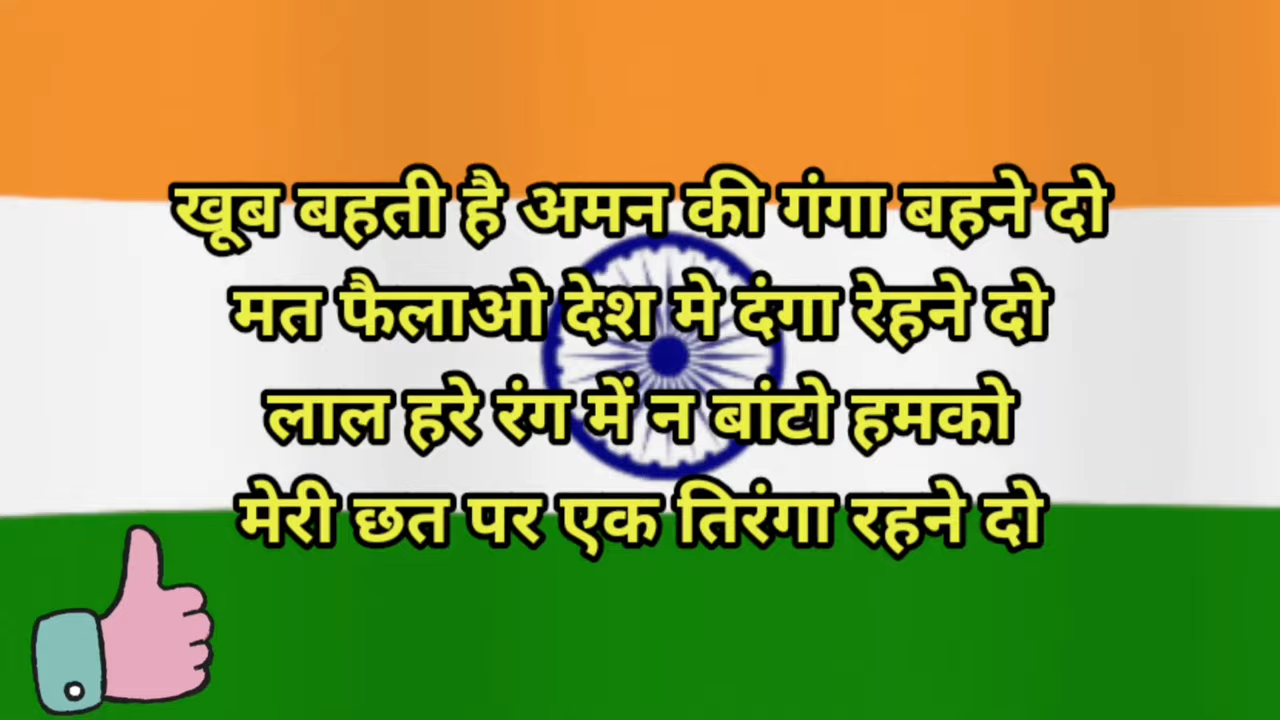 खूब बहती है अमन की गंगा बहने दो
मत फैलाओ देश मे दंगा रेहने दो
लाल हरे रंग में न बांटो हमको
मेरी छत पर एक तिरंगा रहने दो